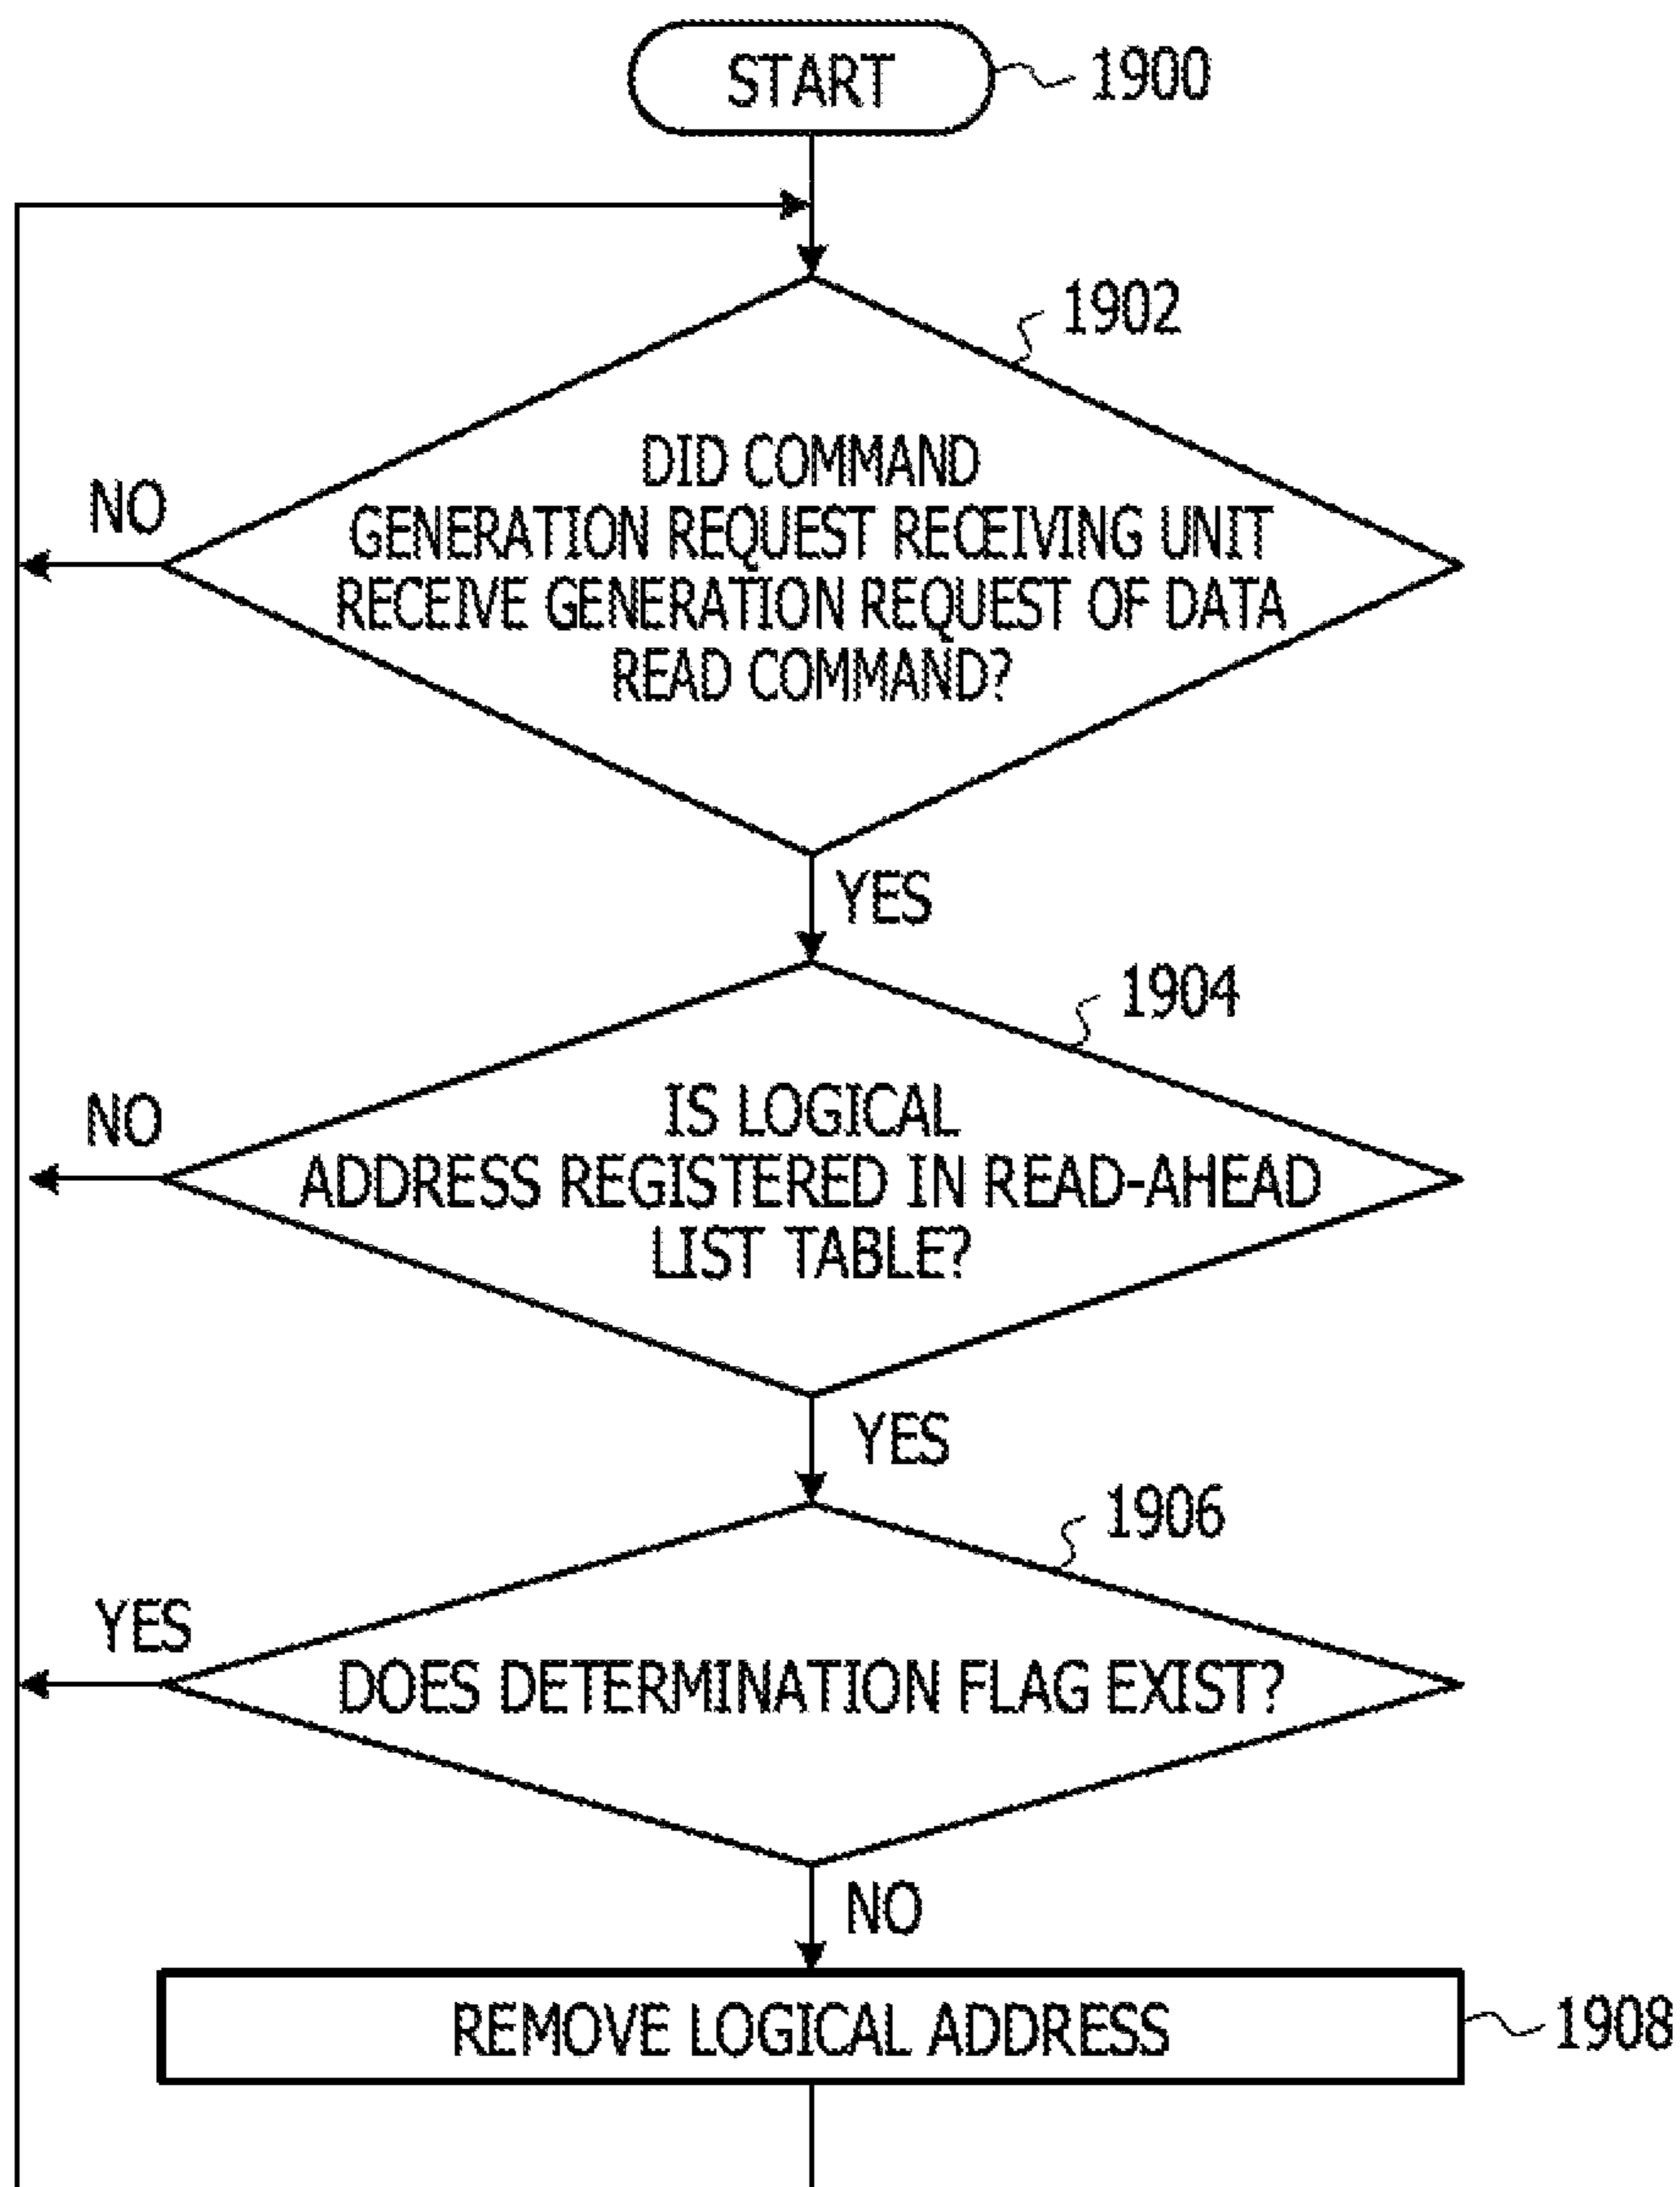 START
1900
1902
DID COMMAND
GENERATION REQUEST RECEIVING UNIT
RECEIVE GENERATION REQUEST OF DATA
READ COMMAND?
NO
YES
1904
IS LOGICAL
ADDRESS REGISTERED IN READ-AHEAD
LIST TABLE?
NO
YES
1906
YES
DOES DETERMINATION FLAG EXIST?
NO
REMOVE LOGICAL ADDRESS
1908